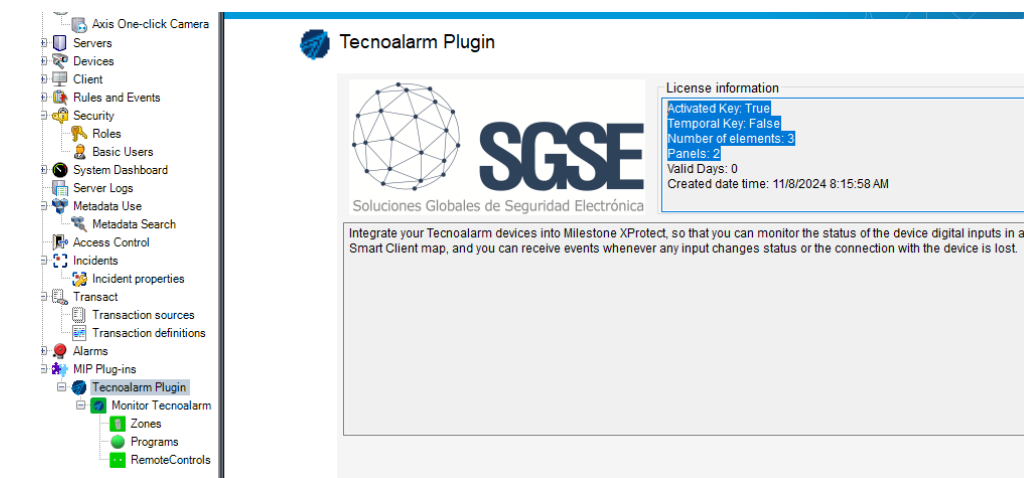 Axis One-click Camera
Servers
Devices
Client
Rules and Events
Security
Roles
Basic Users
System Dashboard
Server Logs
Metadata Use
Metadata Search
Access Control
Incidents
Incident properties
Transact
Transaction sources
Transaction definitions
Alarms
MIP Plug-ins
Tecnoalarm Plugin
Monitor Tecnoalarm
Zones
Programs
RemoteControls
Tecnoalarm Plugin
SGSE
Soluciones Globales de Seguridad Electrónica
License information
Activated Key: True
Temporal Key: False
Number of elements: 3
Panels: 2
Valid Days: 0
Created date time: 11/8/2024 8:15:58 AM
Integrate your Tecnoalarm devices into Milestone XProtect, so that you can monitor the status of the device digital inputs in a
Smart Client map, and you can receive events whenever any input changes status or the connection with the device is lost.